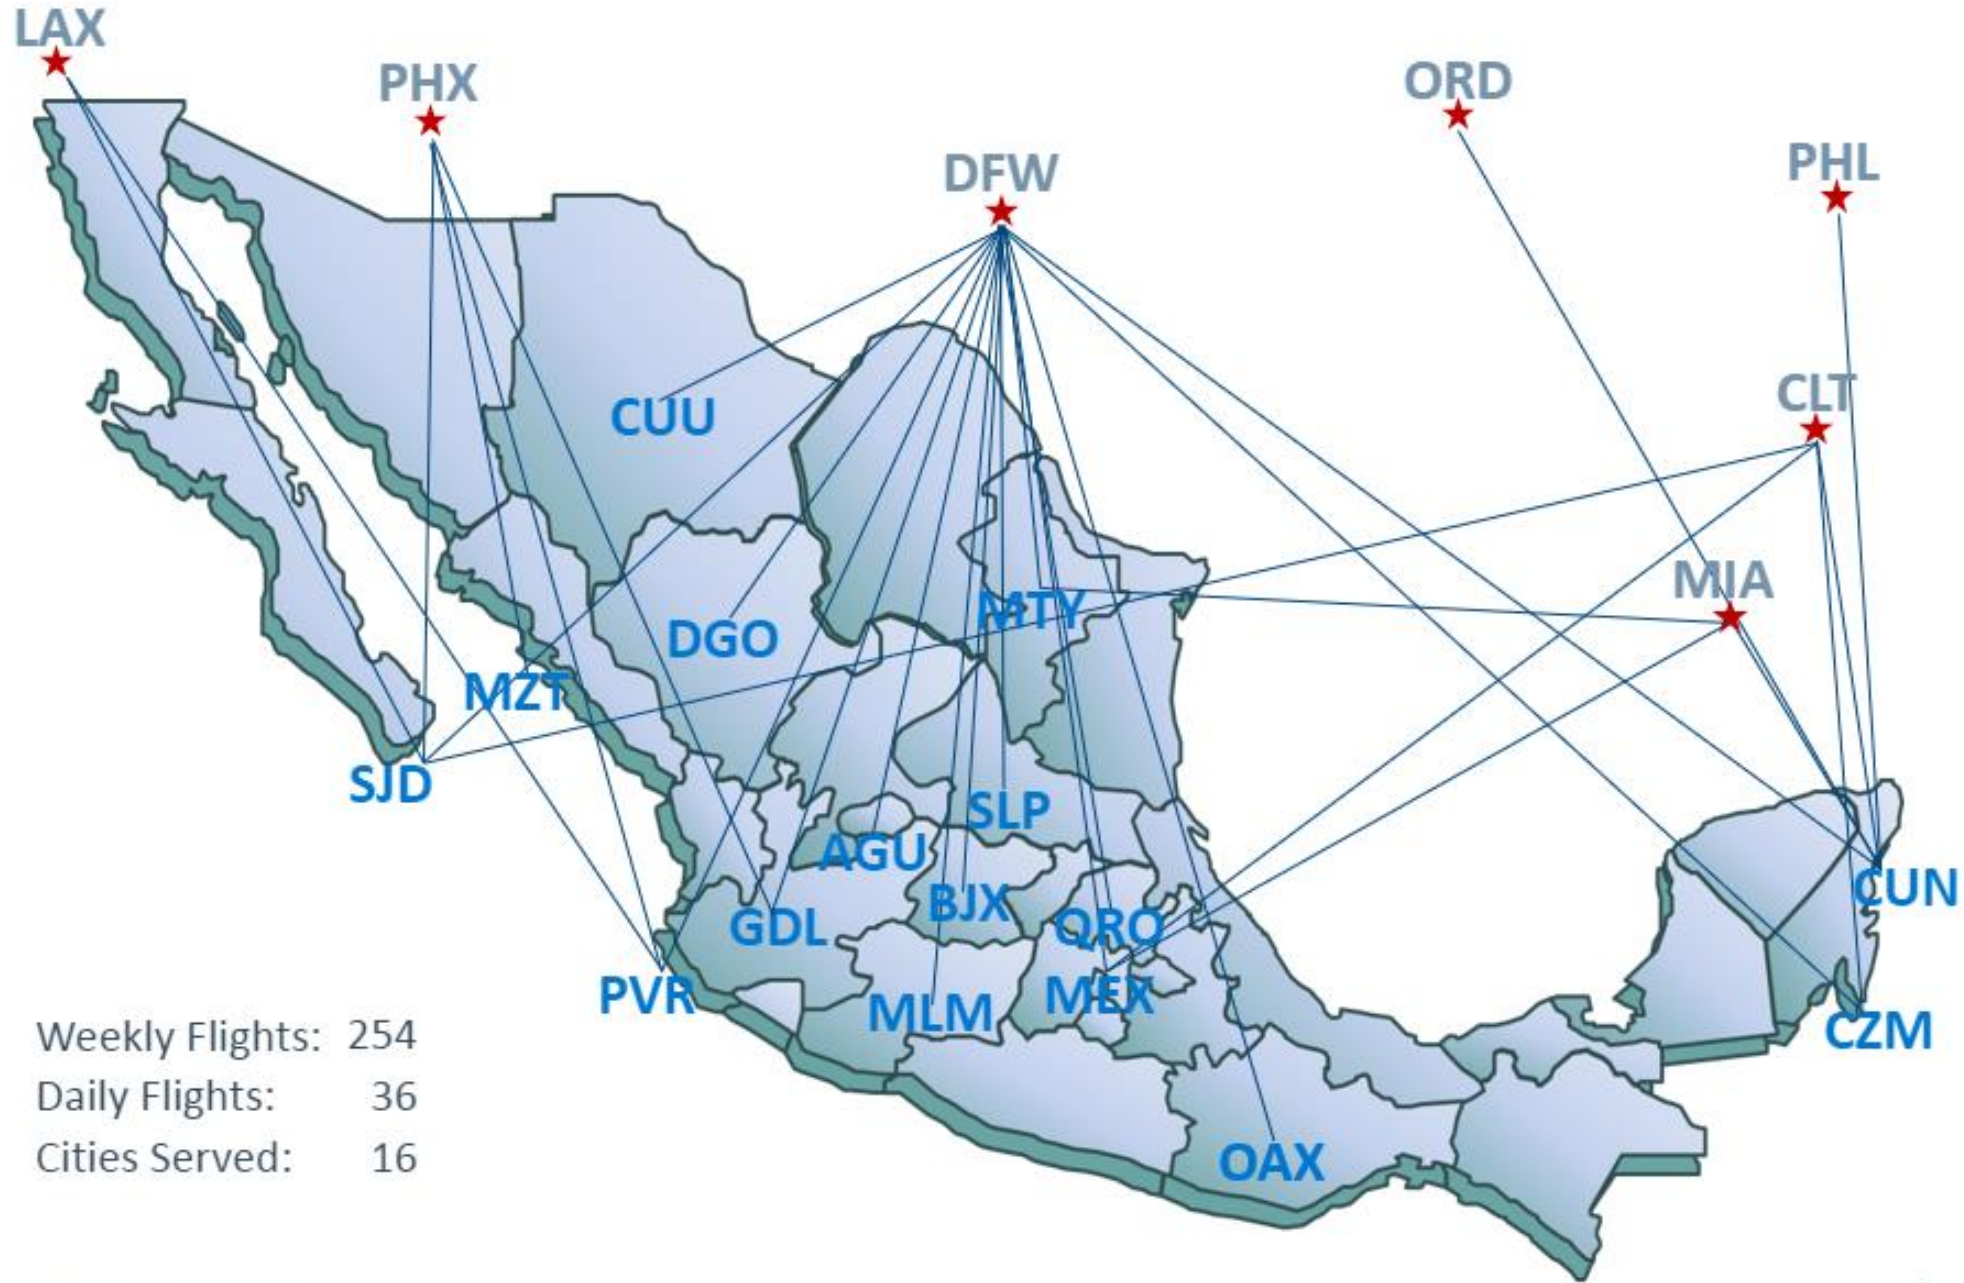 LAX
PHX
ORD
PHL
DFW
CLT
CUU
MIA
MTY
DGO
MZT
SJD
SLP
AGU
CUN
BJX
GDL
QRO
PVR
MEX
MLM
CZM
Weekly Flights: 254
Daily Flights: 36
Cities Served: 16
OAX